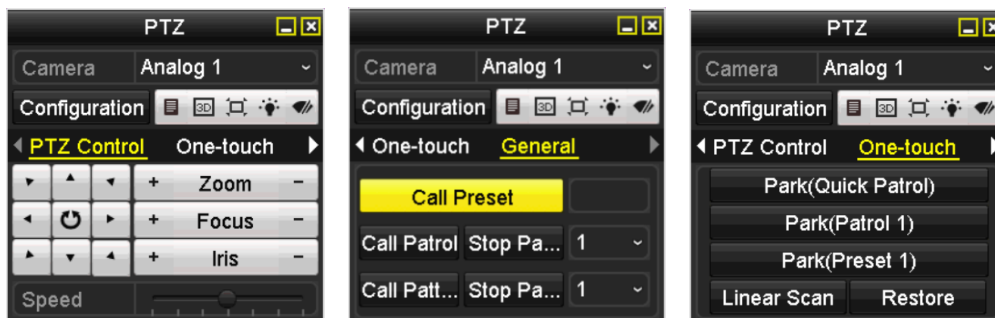 PTZ
Camera Analog 1
Configuration 3D
PTZ Control One-touch
+ Zoom -
+ Focus -
+ Iris -
Speed
PTZ
Camera Analog 1
Configuration 3D
One-touch General
Call Preset
Call Patrol Stop Pa... 1
Call Patt... Stop Pa... 1
PTZ
Camera Analog 1
Configuration 3D
PTZ Control One-touch
Park(Quick Patrol)
Park(Patrol 1)
Park(Preset 1)
Linear Scan Restore